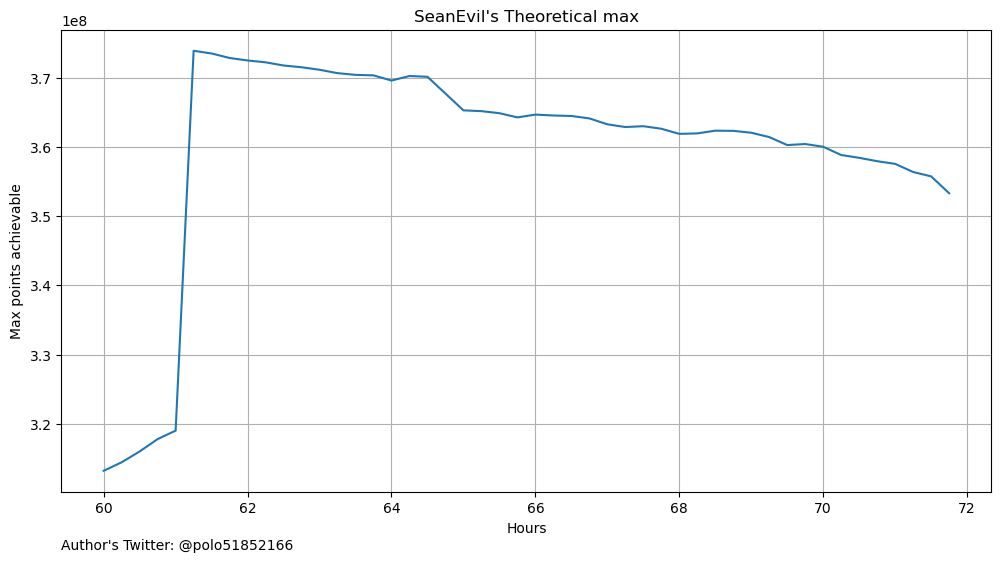 SeanEvil's Theoretical max
1e8
Max points achievable
3.7
3.6
3.5
3.4
3.3
3.2
60 62 64 66 68 70 72
Hours
Author's Twitter: @polo51852166